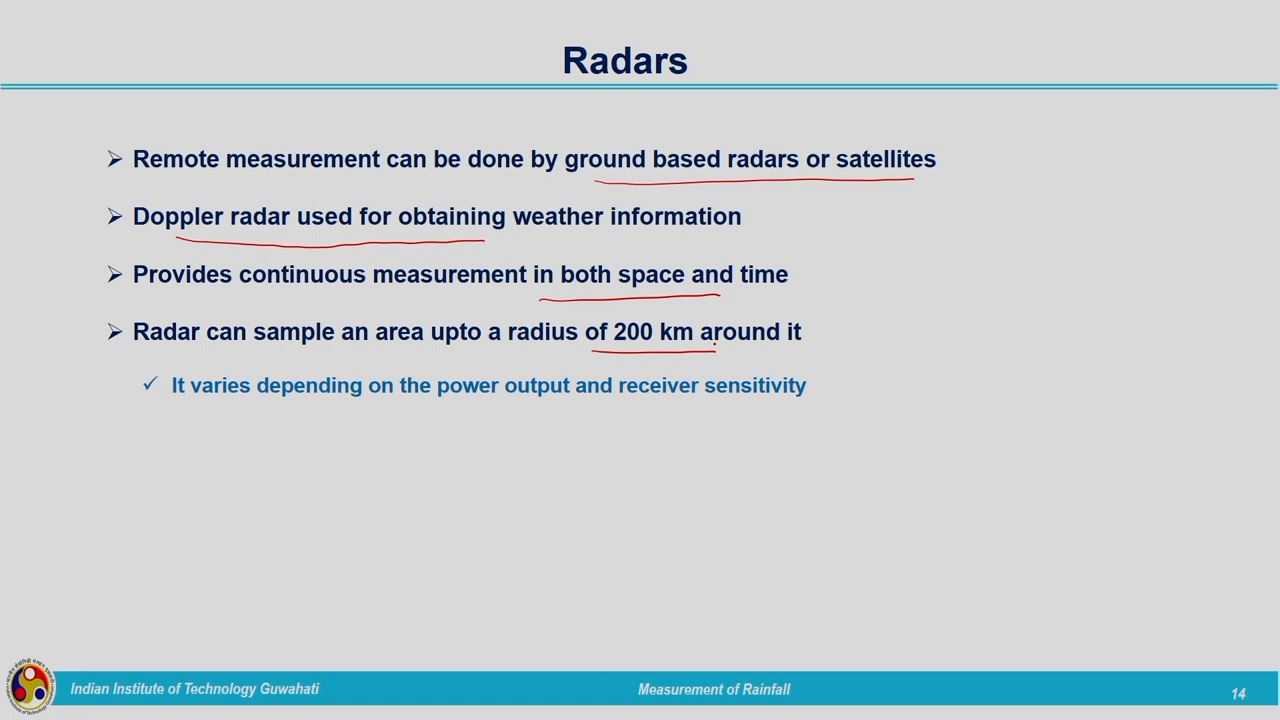 Radars
Remote measurement can be done by ground based radars or satellites
Doppler radar used for obtaining weather information
Provides continuous measurement in both space and time
Radar can sample an area upto a radius of 200 km around it
It varies depending on the power output and receiver sensitivity
Indian Institute of Technology Guwahati
Measurement of Rainfall
14